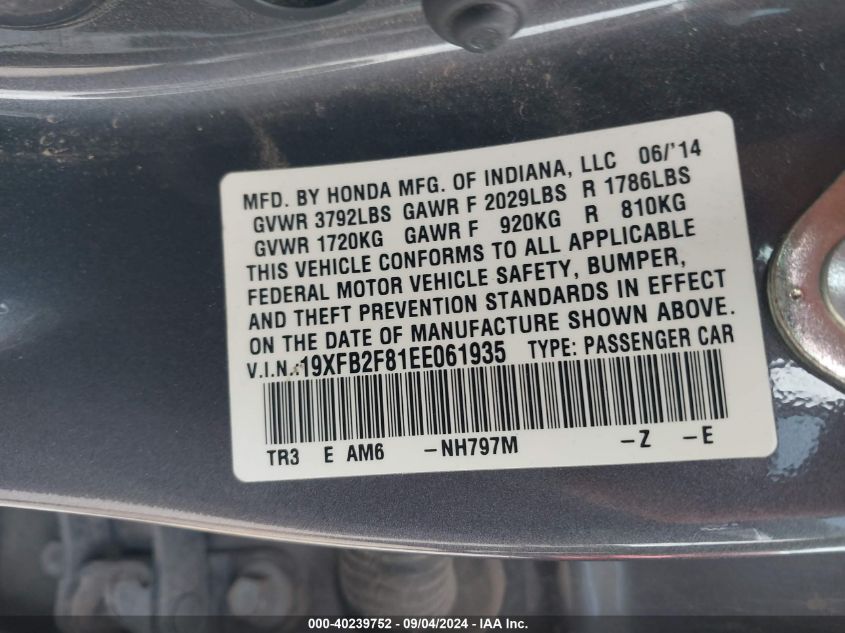 MFD. BY HONDA MFG. OF INDIANA, LLC 06/'14
GVWR 3792LBS GAWR F 2029LBS R 1786LBS
GVWR 1720KG GAWR F 920KG R 810KG
THIS VEHICLE CONFORMS TO ALL APPLICABLE
FEDERAL MOTOR VEHICLE SAFETY, BUMPER,
AND THEFT PREVENTION STANDARDS IN EFFECT
ON THE DATE OF MANUFACTURE SHOWN ABOVE.
V.I.N.: 19XFB2F81EE061935 TYPE: PASSENGER CAR
TR3 E AM6 -NH797M -Z -E
000-40239752 - 09/04/2024 - IAA Inc.